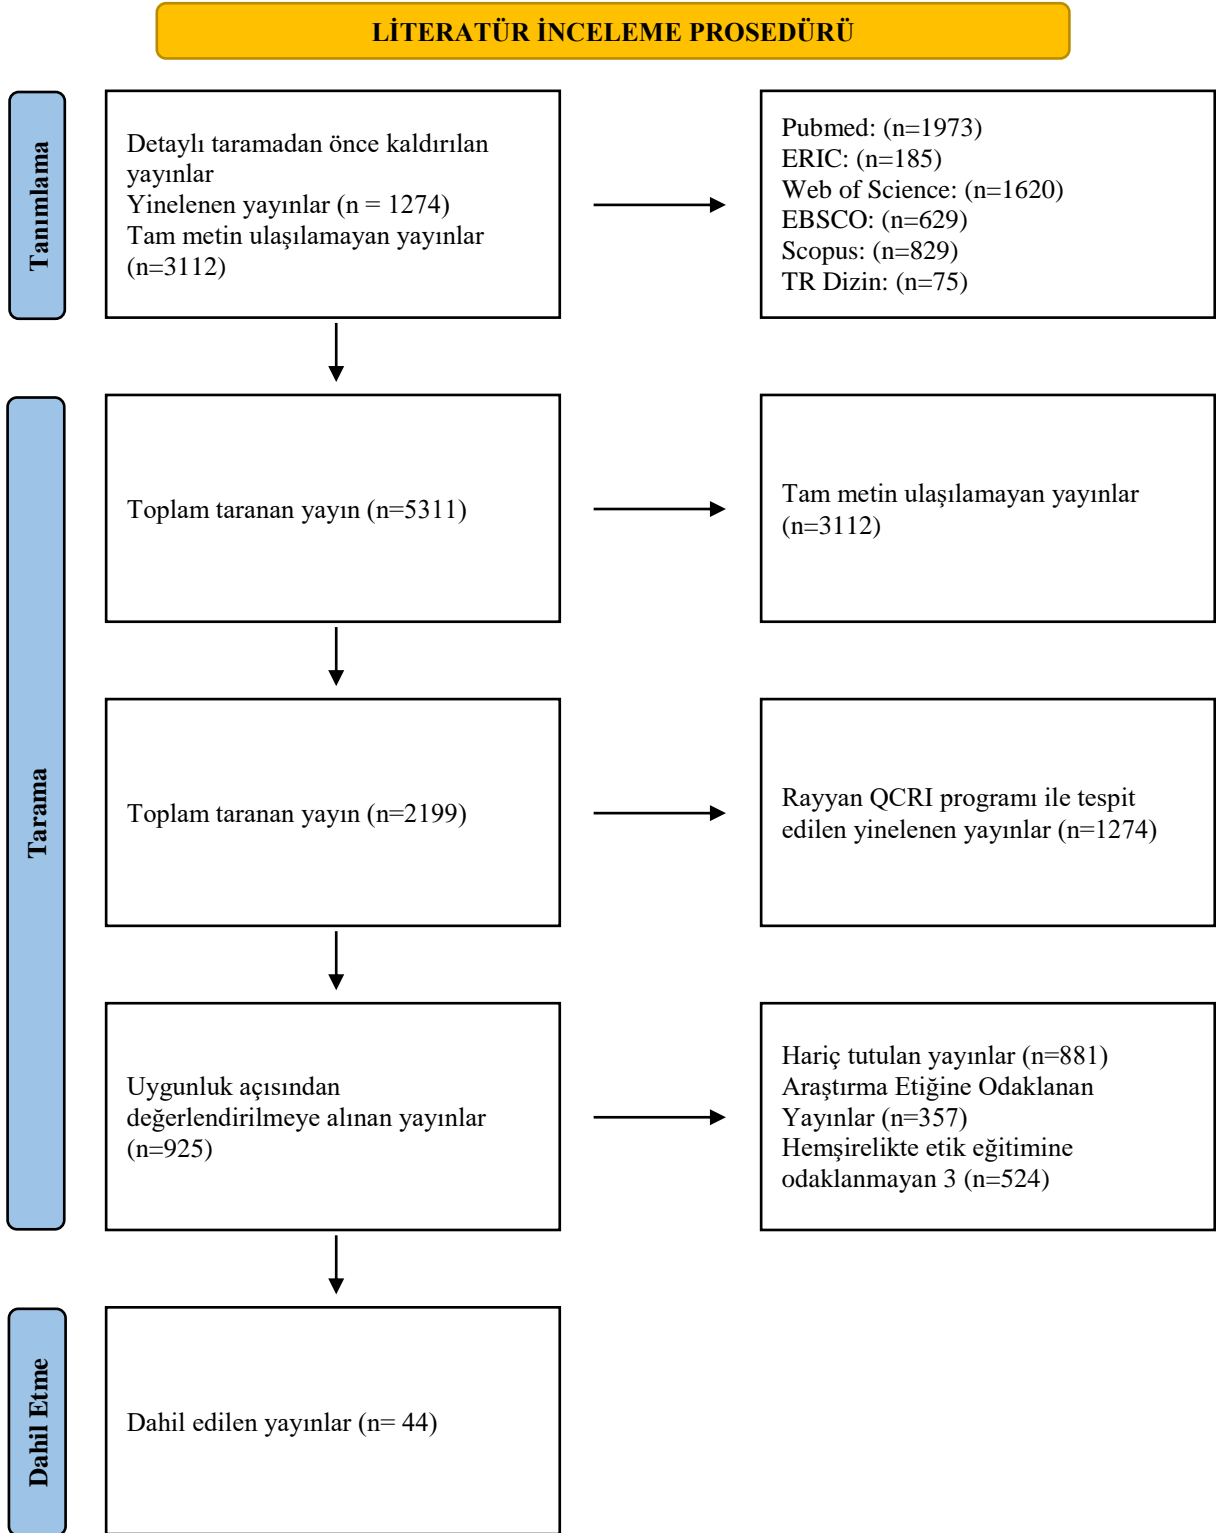 LİTERATÜR İNCELEME PROSEDÜRÜ
Tanımlama
Detaylı taramadan önce kaldırılan
yayınlar
Yinelenen yayınlar (n = 1274)
Tam metin ulaşılamayan yayınlar
(n=3112)
Pubmed: (n=1973)
ERIC: (n=185)
Web of Science: (n=1620)
EBSCO: (n=629)
Scopus: (n=829)
TR Dizin: (n=75)
Tarama
Toplam taranan yayın (n=5311)
Tam metin ulaşılamayan yayınlar
(n=3112)
Toplam taranan yayın (n=2199)
Rayyan QCRI programı ile tespit
edilen yinelenen yayınlar (n=1274)
Uygunluk açısından
değerlendirilmeye alınan yayınlar
(n=925)
Hariç tutulan yayınlar (n=881)
Araştırma Etiğine Odaklanan
Yayınlar (n=357)
Hemşirelikte etik eğitimine
odaklanmayan 3 (n=524)
Dahil Etme
Dahil edilen yayınlar (n= 44)